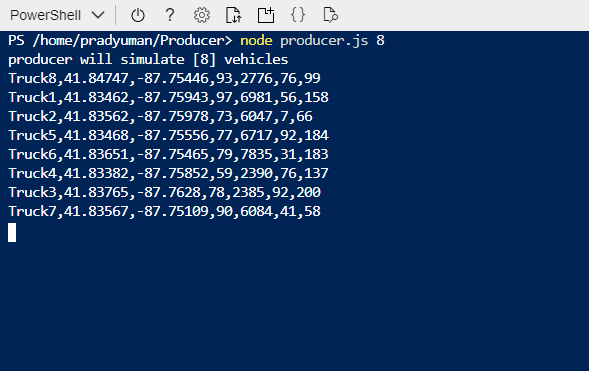 PowerShell
PS /home/pradyuman/Producer> node producer.js 8
producer will simulate [8] vehicles
Truck8,41.84747,-87.75446,93,2776,76,99
Truck1,41.83462,-87.75943,97,6981,56,158
Truck2,41.83562,-87.75978,73,6047,7,66
Truck5,41.83468,-87.75556,77,6717,92,184
Truck6,41.83651,-87.75465,79,7835,31,183
Truck4,41.83382,-87.75852,59,2390,76,137
Truck3,41.83765,-87.7628,78,2385,92,200
Truck7,41.83567,-87.75109,90,6084,41,58